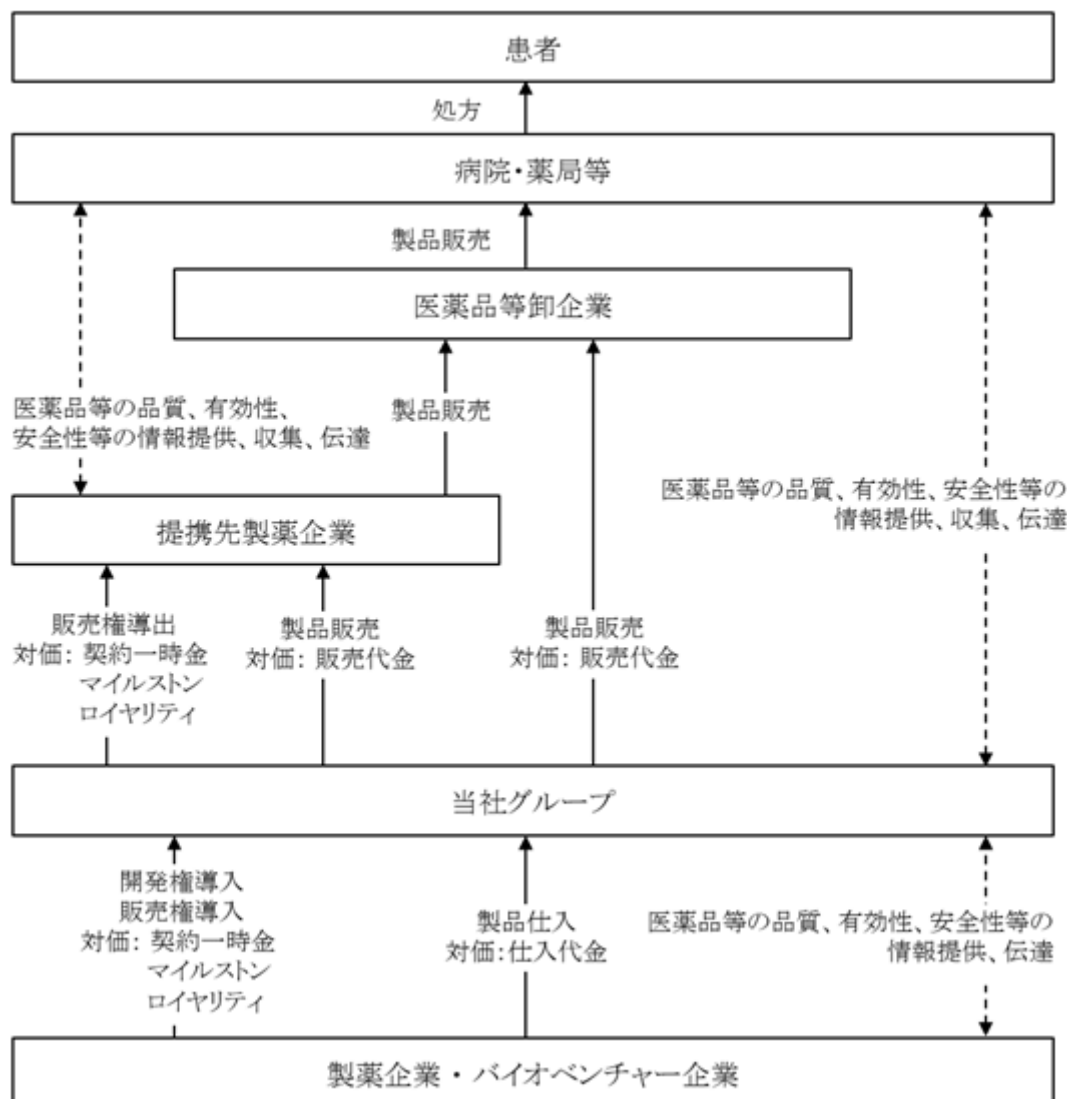 患者
処方
病院・薬局等
製品販売
医薬品等卸企業
医薬品等の品質、有効性、
安全性等の情報提供、収集、伝達
製品販売
医薬品等の品質、有効性、安全性等の
情報提供、収集、伝達
提携先製薬企業
販売権導出
対価：契約一時金
マイルストン
ロイヤリティ
製品販売
対価：販売代金
製品販売
対価：販売代金
当社グループ
開発権導入
販売権導入
対価：契約一時金
マイルストン
ロイヤリティ
製品仕入
対価：仕入代金
医薬品等の品質、有効性、安全性等の
情報提供、伝達
製薬企業・バイオベンチャー企業